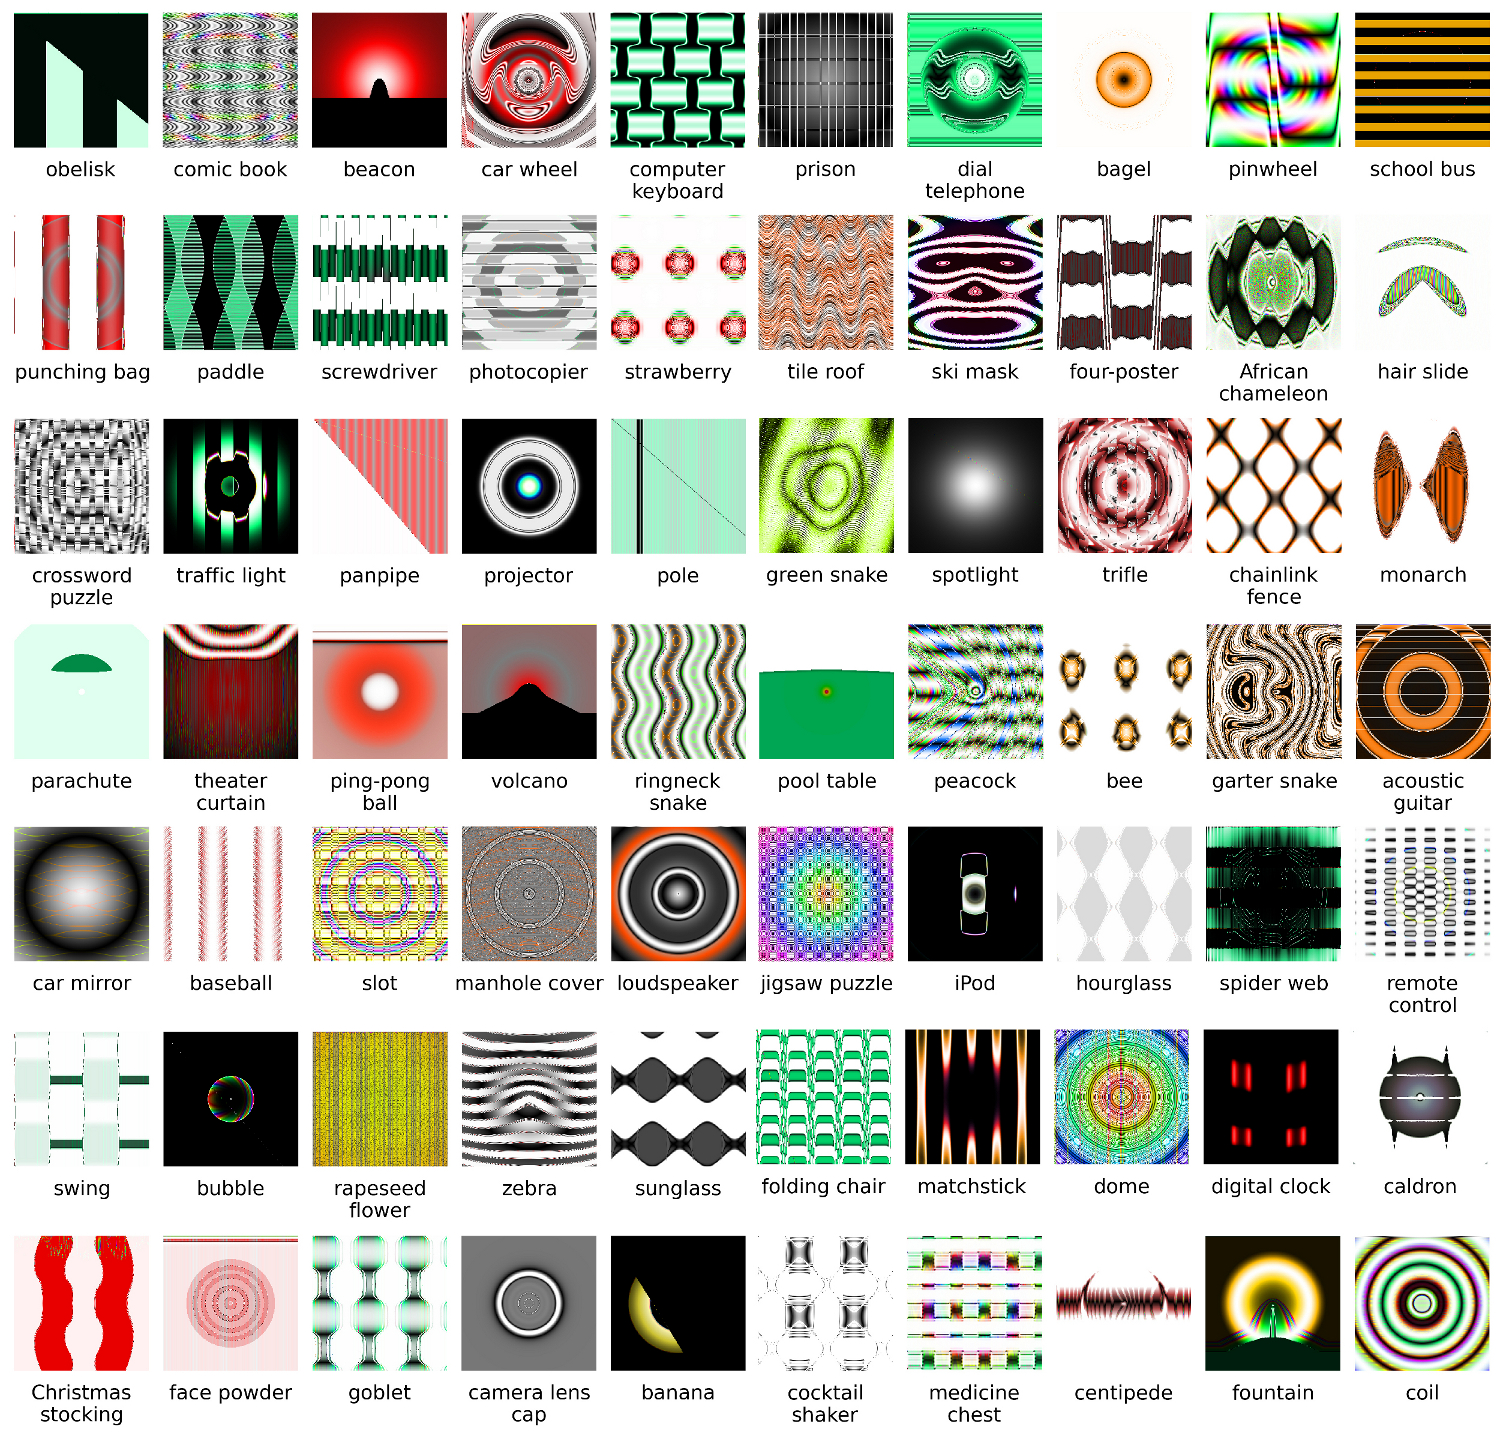 obelisk
comic book
beacon
car wheel
computer
keyboard
prison
dial
telephone
bagel
pinwheel
school bus
punching bag
paddle
screwdriver
photocopier
strawberry
tile roof
ski mask
four-poster
African
chameleon
hair slide
crossword
puzzle
traffic light
panpipe
projector
pole
green snake
spotlight
trifle
chainlink
fence
monarch
parachute
theater
curtain
ping-pong
ball
volcano
ringneck
snake
pool table
peacock
bee
garter snake
acoustic
guitar
car mirror
baseball
slot
manhole cover
loudspeaker
jigsaw puzzle
iPod
hourglass
spider web
remote
control
swing
bubble
rapeseed
flower
zebra
sunglass
folding chair
matchstick
dome
digital clock
caldron
Christmas
stocking
face powder
goblet
camera lens
cap
banana
cocktail
shaker
medicine
chest
centipede
fountain
coil